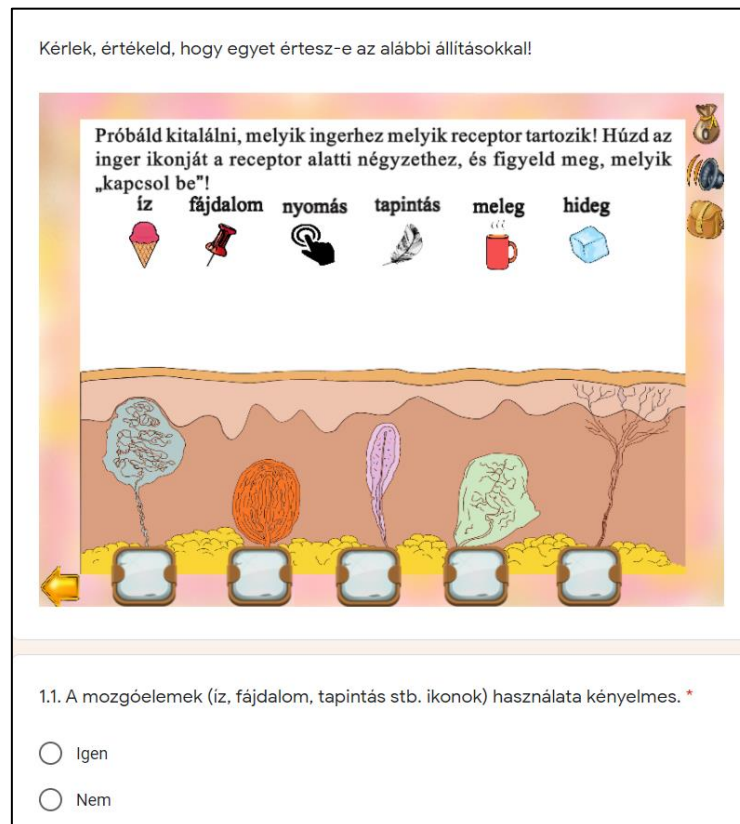 Kérlek, értékeld, hogy egyet értesz-e az alábbi állításokkal!
Próbáld kitalálni, melyik ingerhez melyik receptor tartozik! Húzd az
inger ikonját a receptor alatti négyzethez, és figyeld meg, melyik
„kapcsol be"!
íz fájdalom nyomás tapintás meleg hideg
1.1. A mozgóelemek (íz, fájdalom, tapintás stb. ikonok) használata kényelmes. *
Igen
Nem